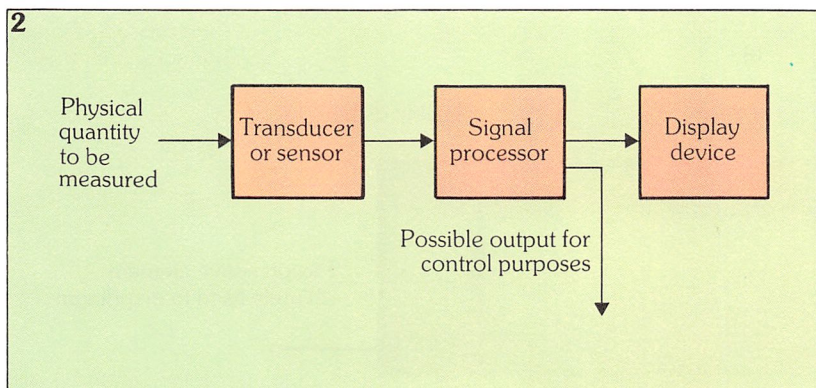 2
Physical
quantity
to be
measured
Transducer
or sensor
Signal
processor
Display
device
Possible output for
control purposes